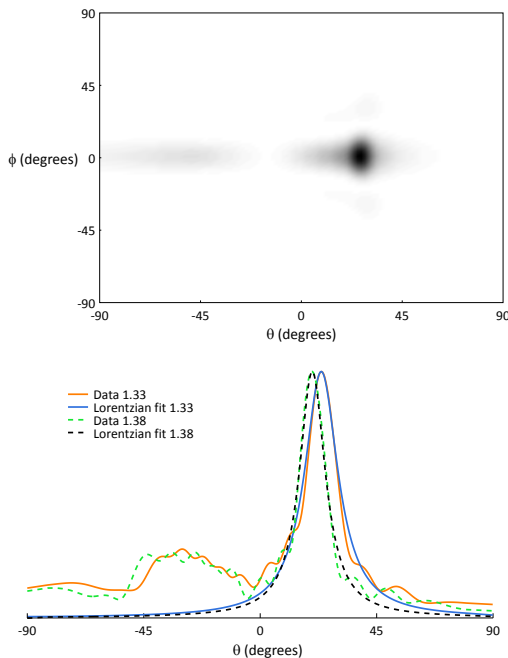 90
45
ϕ (degrees)
0
-45
-90
-90
-45
0
45
90
θ (degrees)
Data 1.33
Lorentzian fit 1.33
Data 1.38
Lorentzian fit 1.38
-90
-45
0
45
90
θ (degrees)